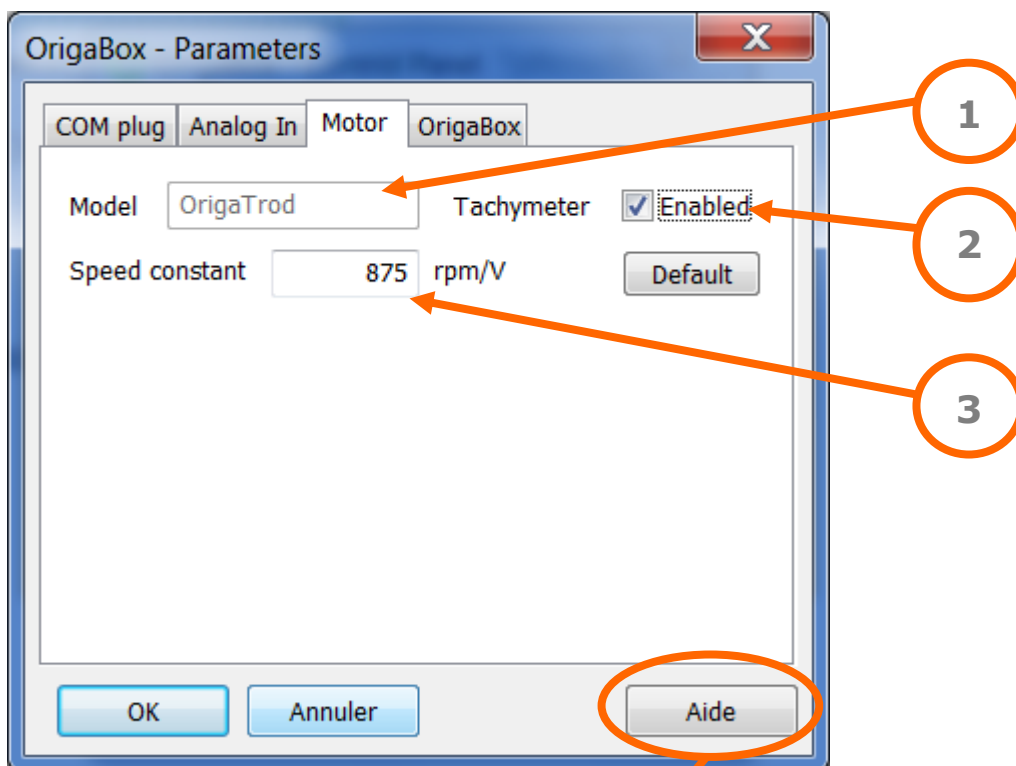 OrigaBox - Parameters
COM plug Analog In Motor OrigaBox
1
Model OrigaTrod Tachymeter Enabled
2
Speed constant 875 rpm/V Default
3
OK Annuler Aide